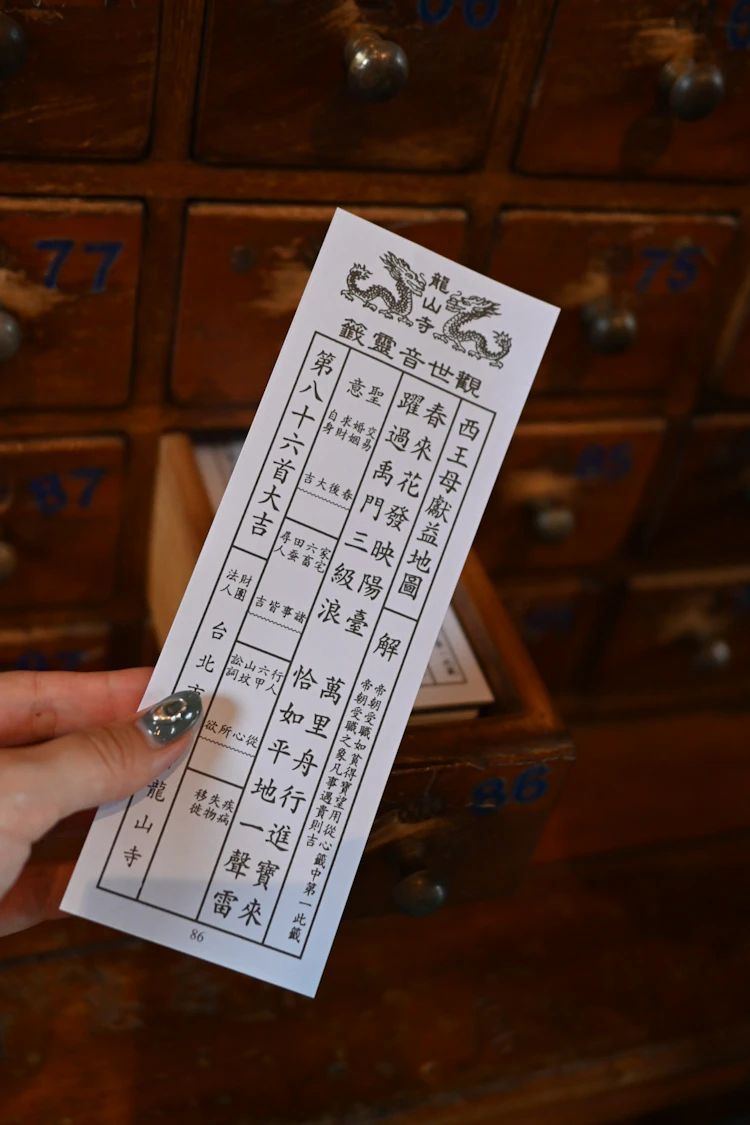 龍山寺
觀世音靈籤
西王母獻益地圖
解
帝朝受職如貧得寶望用從心籤中第一此籤
帝朝受職之象凡事遇貴則吉
春來花發映陽臺 萬里舟行進寶來
躍過禹門三級浪 恰如平地一聲雷
聖意
交易
婚姻
求財
自身
春後大吉
家宅
六畜
田蚕
尋人
諸事皆吉
行人
六甲
山坟
訟詞
從心所欲
疾病
失物
移徙
第八十六首大吉
財團法人
台北
龍山寺
86
77
75
87
85
86